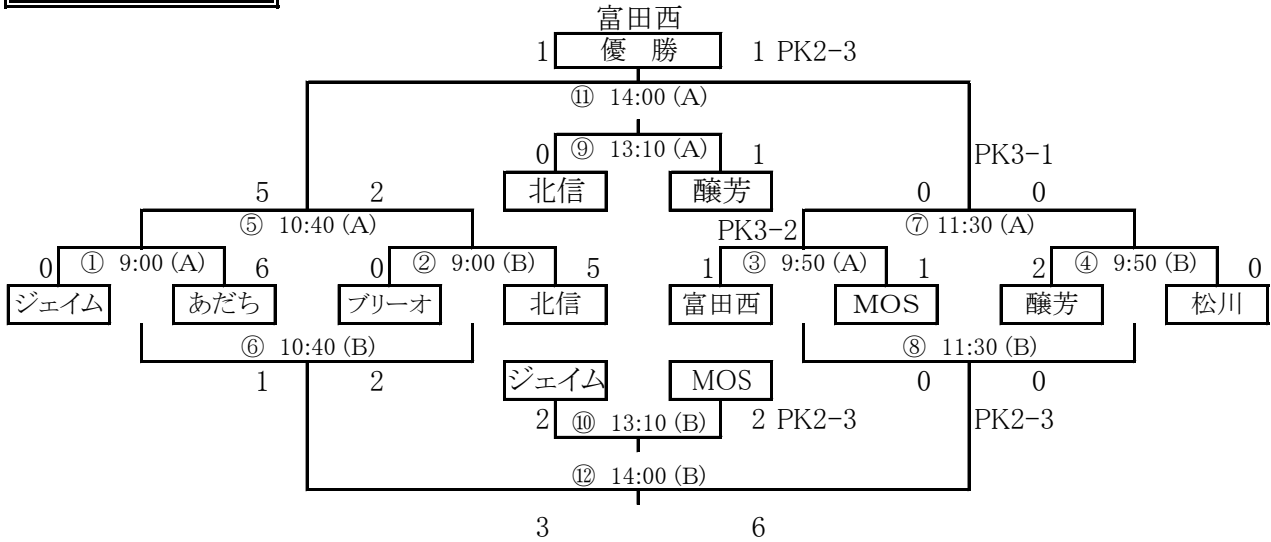 富田西
1 優 勝 1 PK2-3
⑪ 14:00 (A)
0 ⑨ 13:10 (A) 1 PK3-1
5 2 北信 醸芳 0 0
⑤ 10:40 (A) PK3-2 ⑦ 11:30 (A)
0 ① 9:00 (A) 6 0 ② 9:00 (B) 5 1 ③ 9:50 (A) 1 2 ④ 9:50 (B) 0
ジェイム あだち ブリーオ 北信 富田西 MOS 醸芳 松川
⑥ 10:40 (B) ⑧ 11:30 (B)
1 2 ジェイム MOS 0 0
2 ⑩ 13:10 (B) 2 PK2-3 PK2-3
⑫ 14:00 (B)
3 6